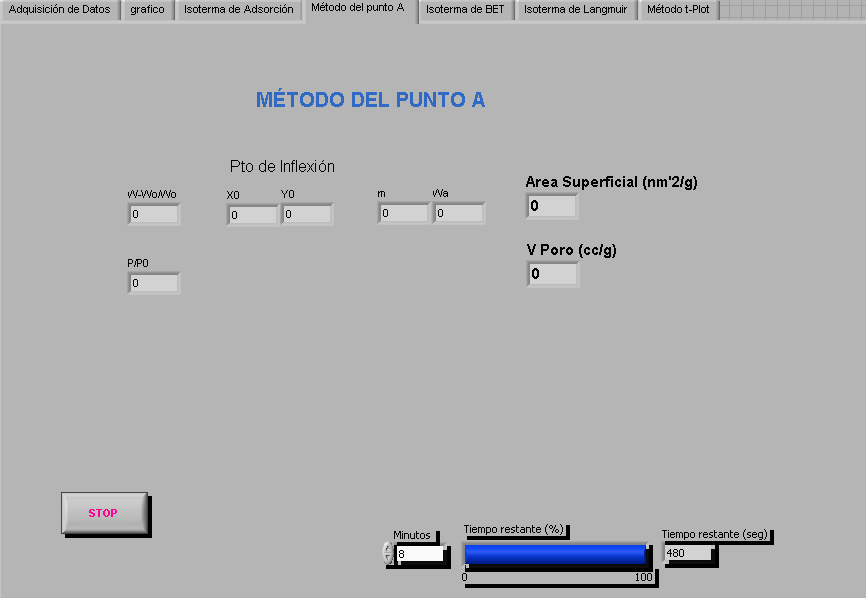 Adquisición de Datos
grafico
Isoterma de Adsorción
Método del punto A
Isoterma de BET
Isoterma de Langmuir
Método t-Plot
MÉTODO DEL PUNTO A
Pto de Inflexión
W-Wo/Wo
X0
Y0
m
Wa
Area Superficial (nm'2/g)
0
0
0
0
0
0
P/P0
V Poro (cc/g)
0
0
STOP
Minutos
Tiempo restante (%)
Tiempo restante (seg)
8
480
0
100